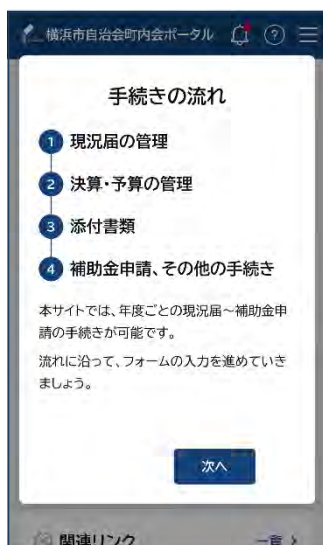 横浜市自治会町内会ポータル
手続きの流れ
1 現況届の管理
2 決算・予算の管理
3 添付書類
4 補助金申請、その他の手続き
本サイトでは、年度ごとの現況届～補助金申
請の手続きが可能です。
流れに沿って、フォームの入力を進めていき
ましょう。
次へ
関連リンク
一覧